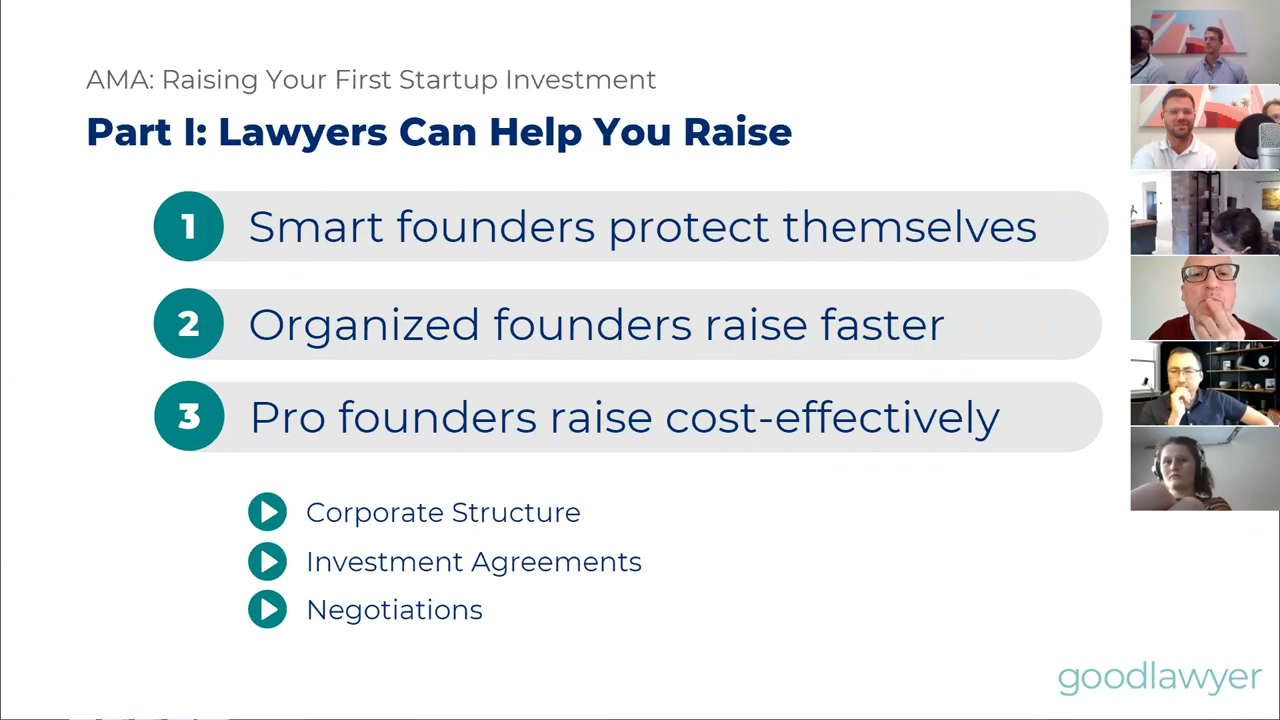 AMA: Raising Your First Startup Investment
Part I: Lawyers Can Help You Raise
1 Smart founders protect themselves
2 Organized founders raise faster
3 Pro founders raise cost-effectively
Corporate Structure
Investment Agreements
Negotiations
goodlawyer